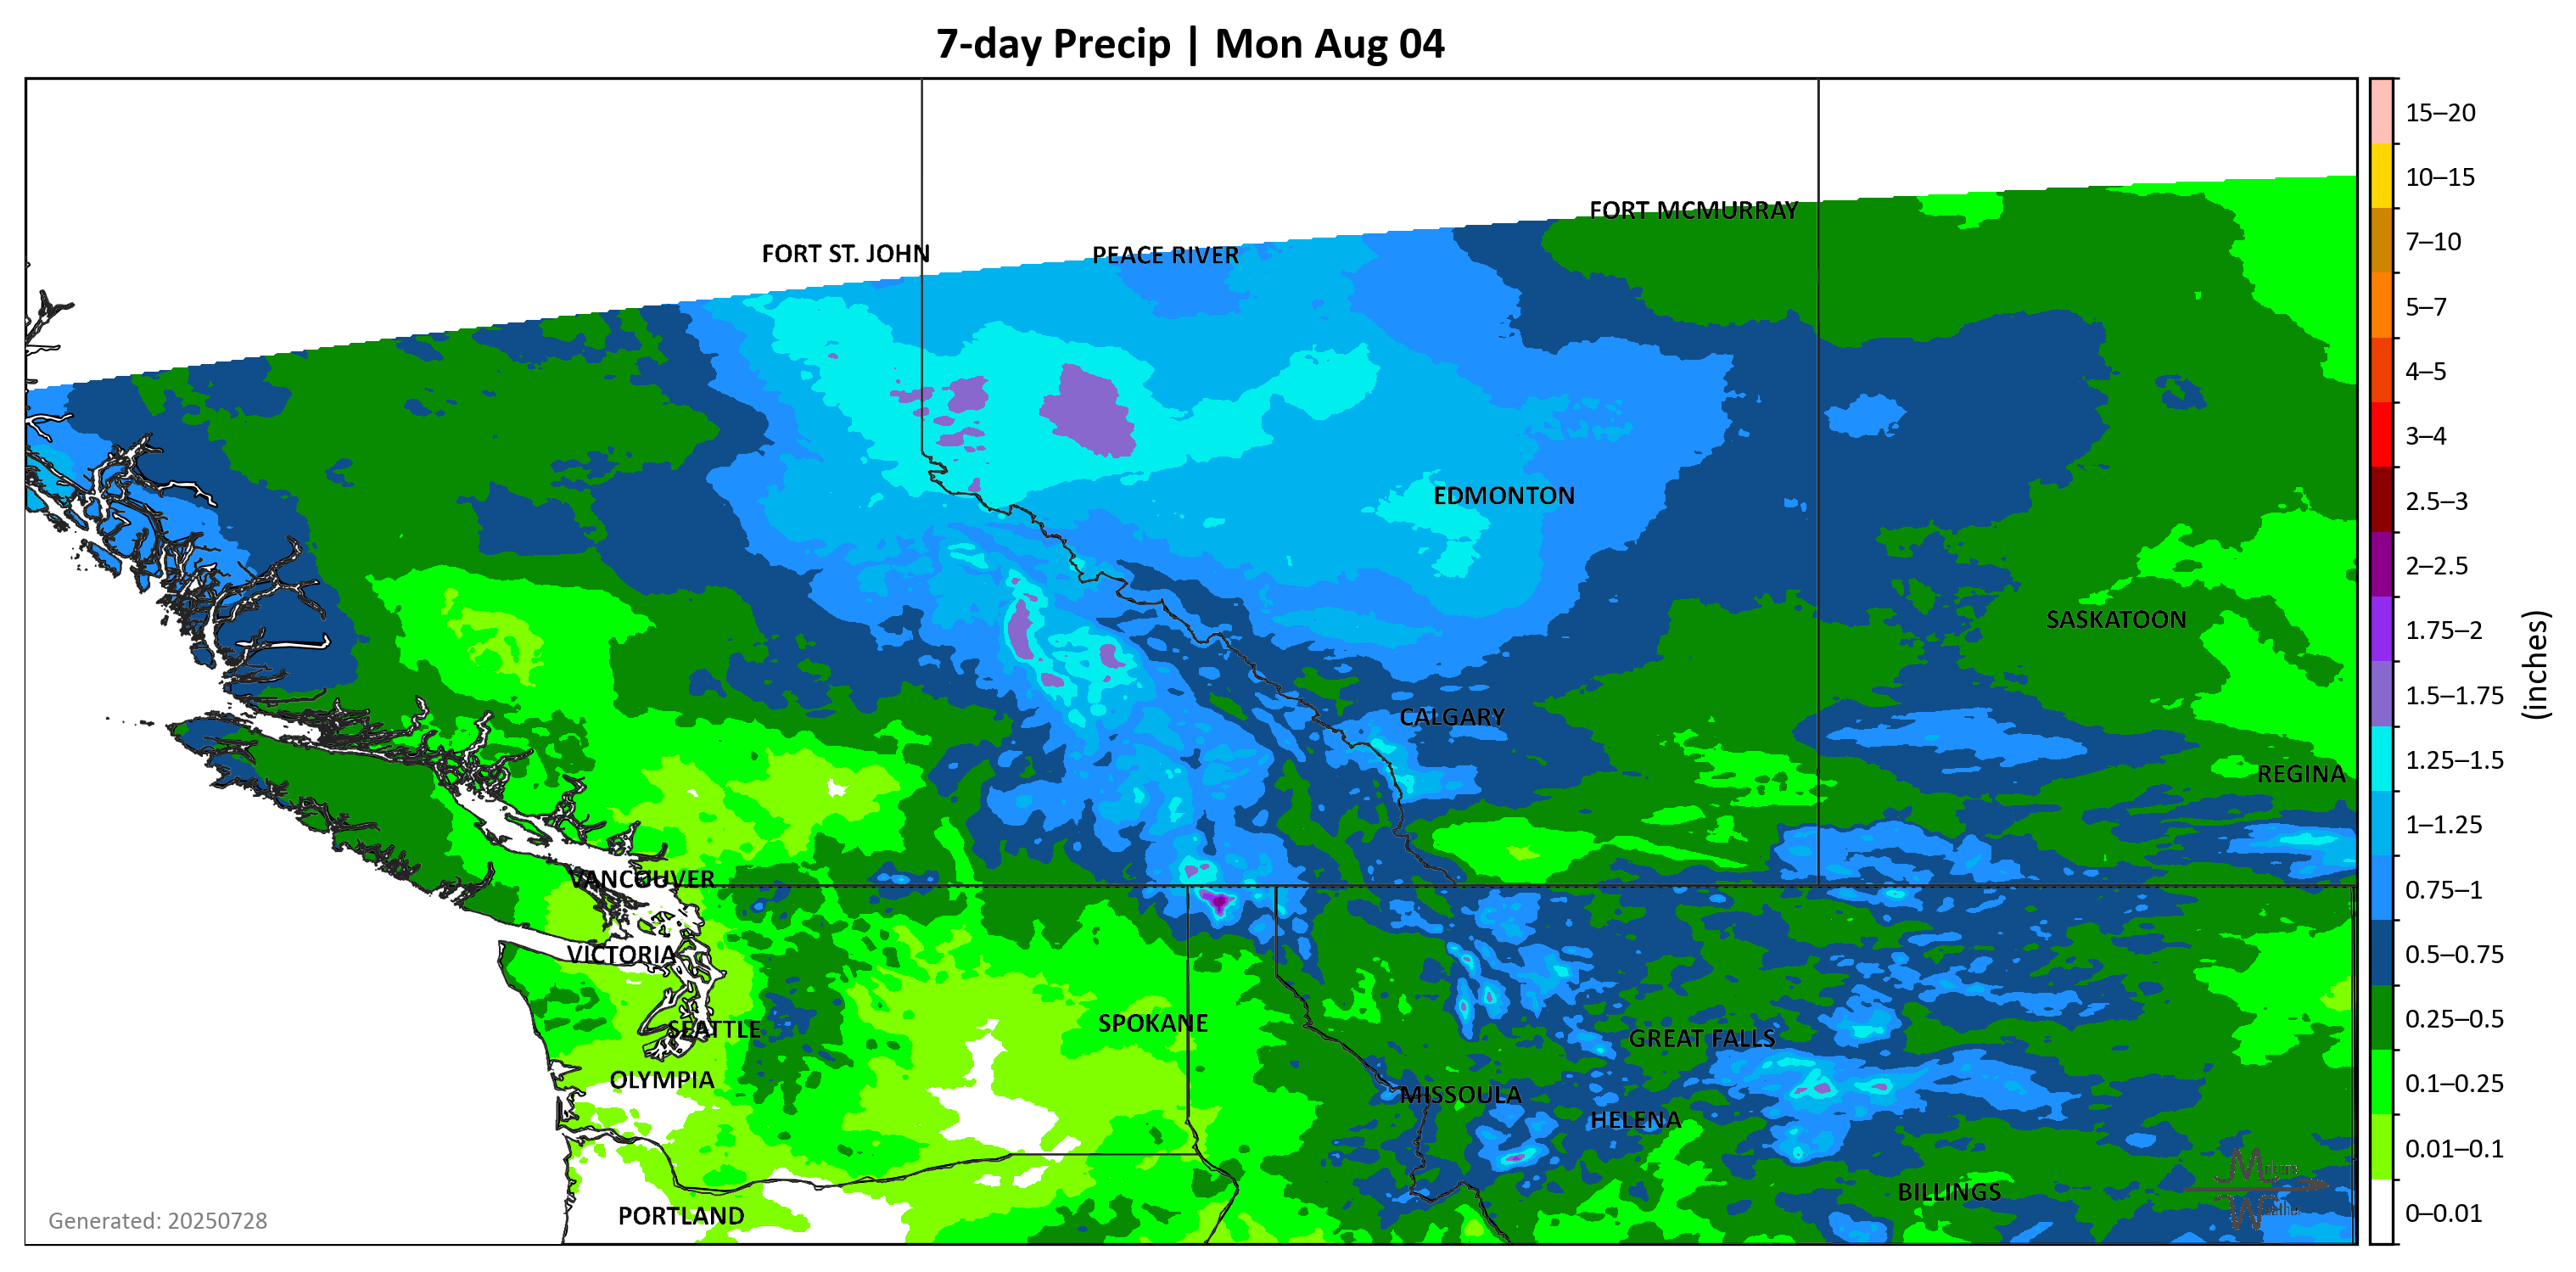 7-day Precip | Mon Aug 04
15–20
10–15
7–10
5–7
4–5
3–4
2.5–3
2–2.5
1.75–2
1.5–1.75
1.25–1.5
1–1.25
0.75–1
0.5–0.75
0.25–0.5
0.1–0.25
0.01–0.1
0–0.01
(inches)
FORT MCMURRAY
FORT ST. JOHN
PEACE RIVER
EDMONTON
SASKATOON
CALGARY
REGINA
VANCOUVER
VICTORIA
SPOKANE
SEATTLE
GREAT FALLS
OLYMPIA
MISSOULA
HELENA
BILLINGS
PORTLAND
Generated: 20250728